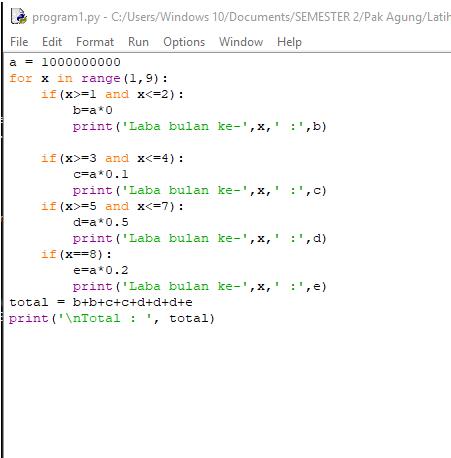 program1.py - C:/Users/Windows 10/Documents/SEMESTER 2/Pak Agung/Latih
File Edit Format Run Options Window Help
a = 1000000000
for x in range(1,9):
    if(x>=1 and x<=2):
        b=a*0
        print('Laba bulan ke-',x,' :',b)

    if(x>=3 and x<=4):
        c=a*0.1
        print('Laba bulan ke-',x,' :',c)
    if(x>=5 and x<=7):
        d=a*0.5
        print('Laba bulan ke-',x,' :',d)
    if(x==8):
        e=a*0.2
        print('Laba bulan ke-',x,' :',e)
total = b+b+c+c+d+d+d+e
print('\nTotal : ', total)